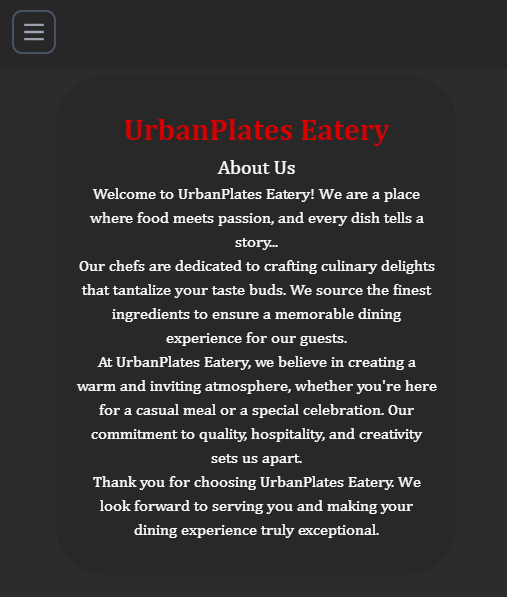 UrbanPlates Eatery
About Us
Welcome to UrbanPlates Eatery! We are a place
where food meets passion, and every dish tells a
story...
Our chefs are dedicated to crafting culinary delights
that tantalize your taste buds. We source the finest
ingredients to ensure a memorable dining
experience for our guests.
At UrbanPlates Eatery, we believe in creating a
warm and inviting atmosphere, whether you're here
for a casual meal or a special celebration. Our
commitment to quality, hospitality, and creativity
sets us apart.
Thank you for choosing UrbanPlates Eatery. We
look forward to serving you and making your
dining experience truly exceptional.